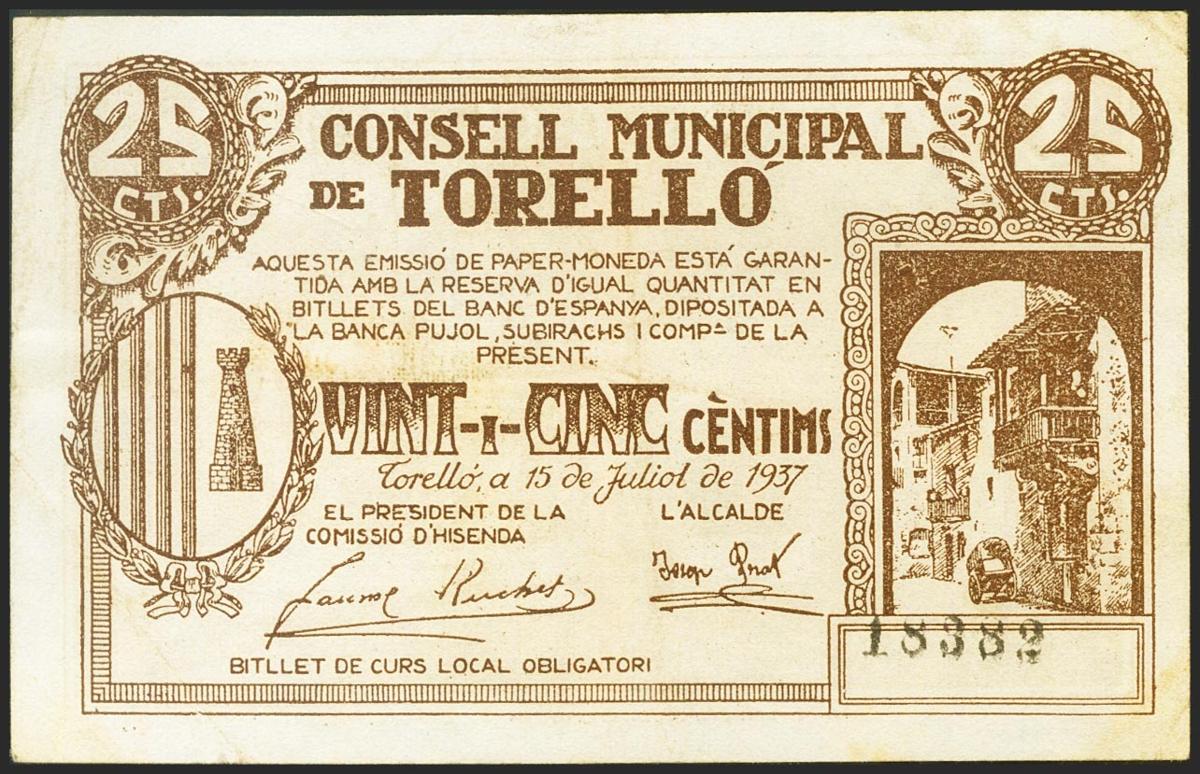 25
CTS.
25
CTS.
CONSELL MUNICIPAL
DE TORELLÓ
AQUESTA EMISSIÓ DE PAPER-MONEDA ESTÁ GARAN-
TIDA AMB LA RESERVA D'IGUAL QUANTITAT EN
BITLLETS DEL BANC D'ESPANYA, DIPOSITADA A
LA BANCA PUJOL, SUBIRACHS I COMPª DE LA
PRESENT.
VINT-I-CINC CÈNTIMS
Torelló, a 15 de Juliol de 1937
EL PRESIDENT DE LA
COMISSIÓ D'HISENDA
L'ALCALDE
Jaume
Josep Prat
BITLLET DE CURS LOCAL OBLIGATORI
18382